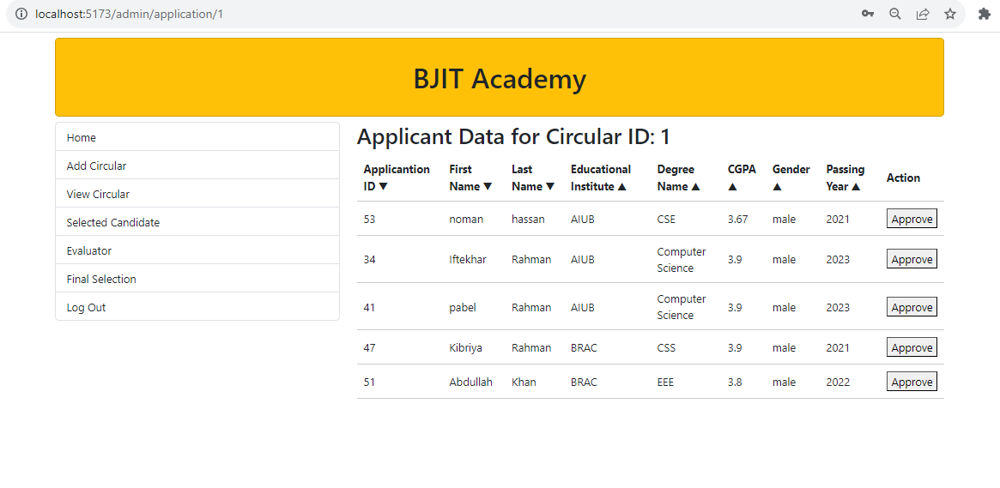 localhost:5173/admin/application/1
BJIT Academy
Home
Add Circular
View Circular
Selected Candidate
Evaluator
Final Selection
Log Out
Applicant Data for Circular ID: 1
Applicantion ID ▼ First Name ▼ Last Name ▼ Educational Institute ▲ Degree Name ▲ CGPA ▲ Gender ▲ Passing Year ▲ Action
53 noman hassan AIUB CSE 3.67 male 2021 Approve
34 Iftekhar Rahman AIUB Computer Science 3.9 male 2023 Approve
41 pabel Rahman AIUB Computer Science 3.9 male 2023 Approve
47 Kibriya Rahman BRAC CSS 3.9 male 2021 Approve
51 Abdullah Khan BRAC EEE 3.8 male 2022 Approve